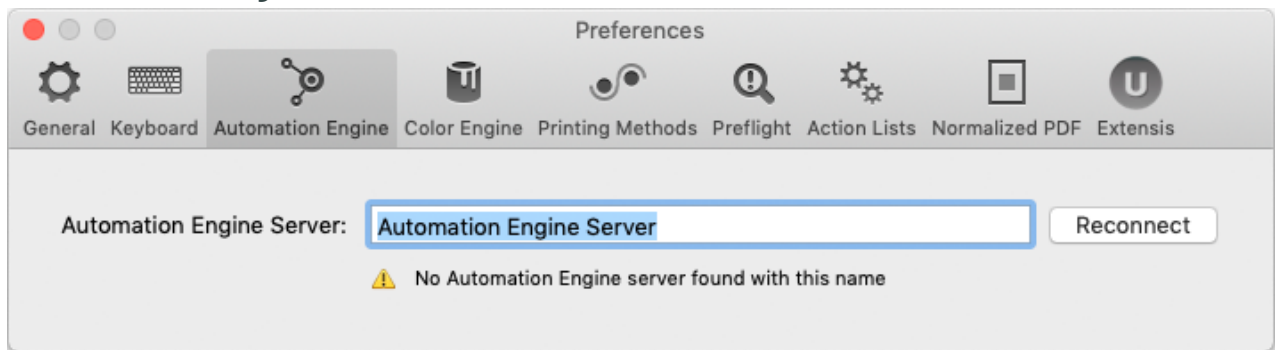 Preferences
General Keyboard Automation Engine Color Engine Printing Methods Preflight Action Lists Normalized PDF Extensis
Automation Engine Server: Automation Engine Server Reconnect
No Automation Engine server found with this name